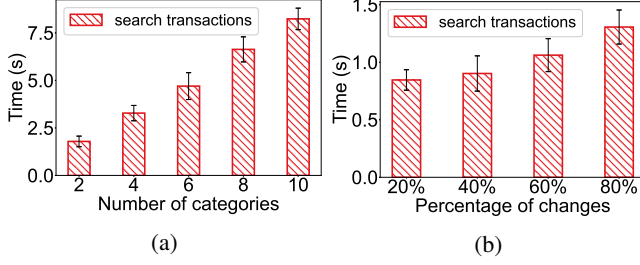 search transactions
7.5
5.0
2.5
0.0
Time (s)
2 4 6 8 10
Number of categories
(a)
search transactions
1.5
1.0
0.5
0.0
Time (s)
20% 40% 60% 80%
Percentage of changes
(b)